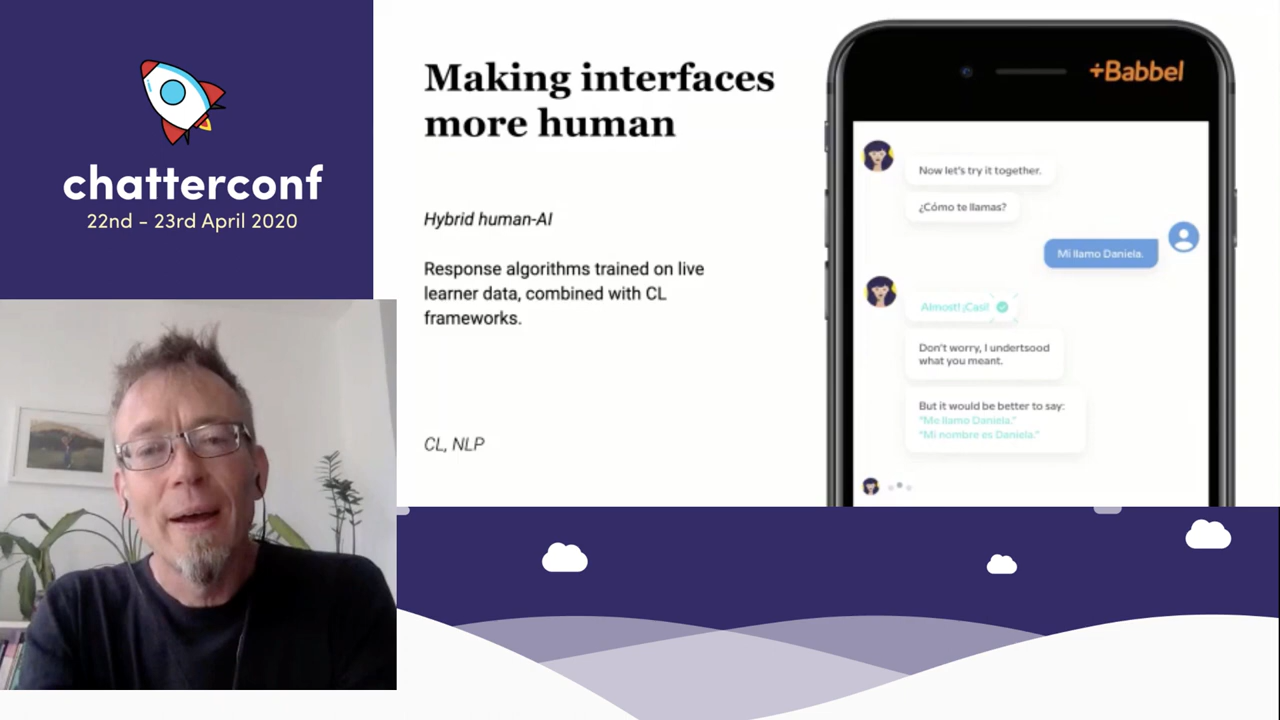 chatterconf
22nd - 23rd April 2020
Making interfaces
more human
Hybrid human-AI
Response algorithms trained on live
learner data, combined with CL
frameworks.
CL, NLP
÷Babbel
Now let's try it together.
¿Cómo te llamas?
Mi llamo Daniela.
Almost! ¡Casi!
Don't worry, I undertsood
what you meant.
But it would be better to say:
"Me llamo Daniela."
"Mi nombre es Daniela."